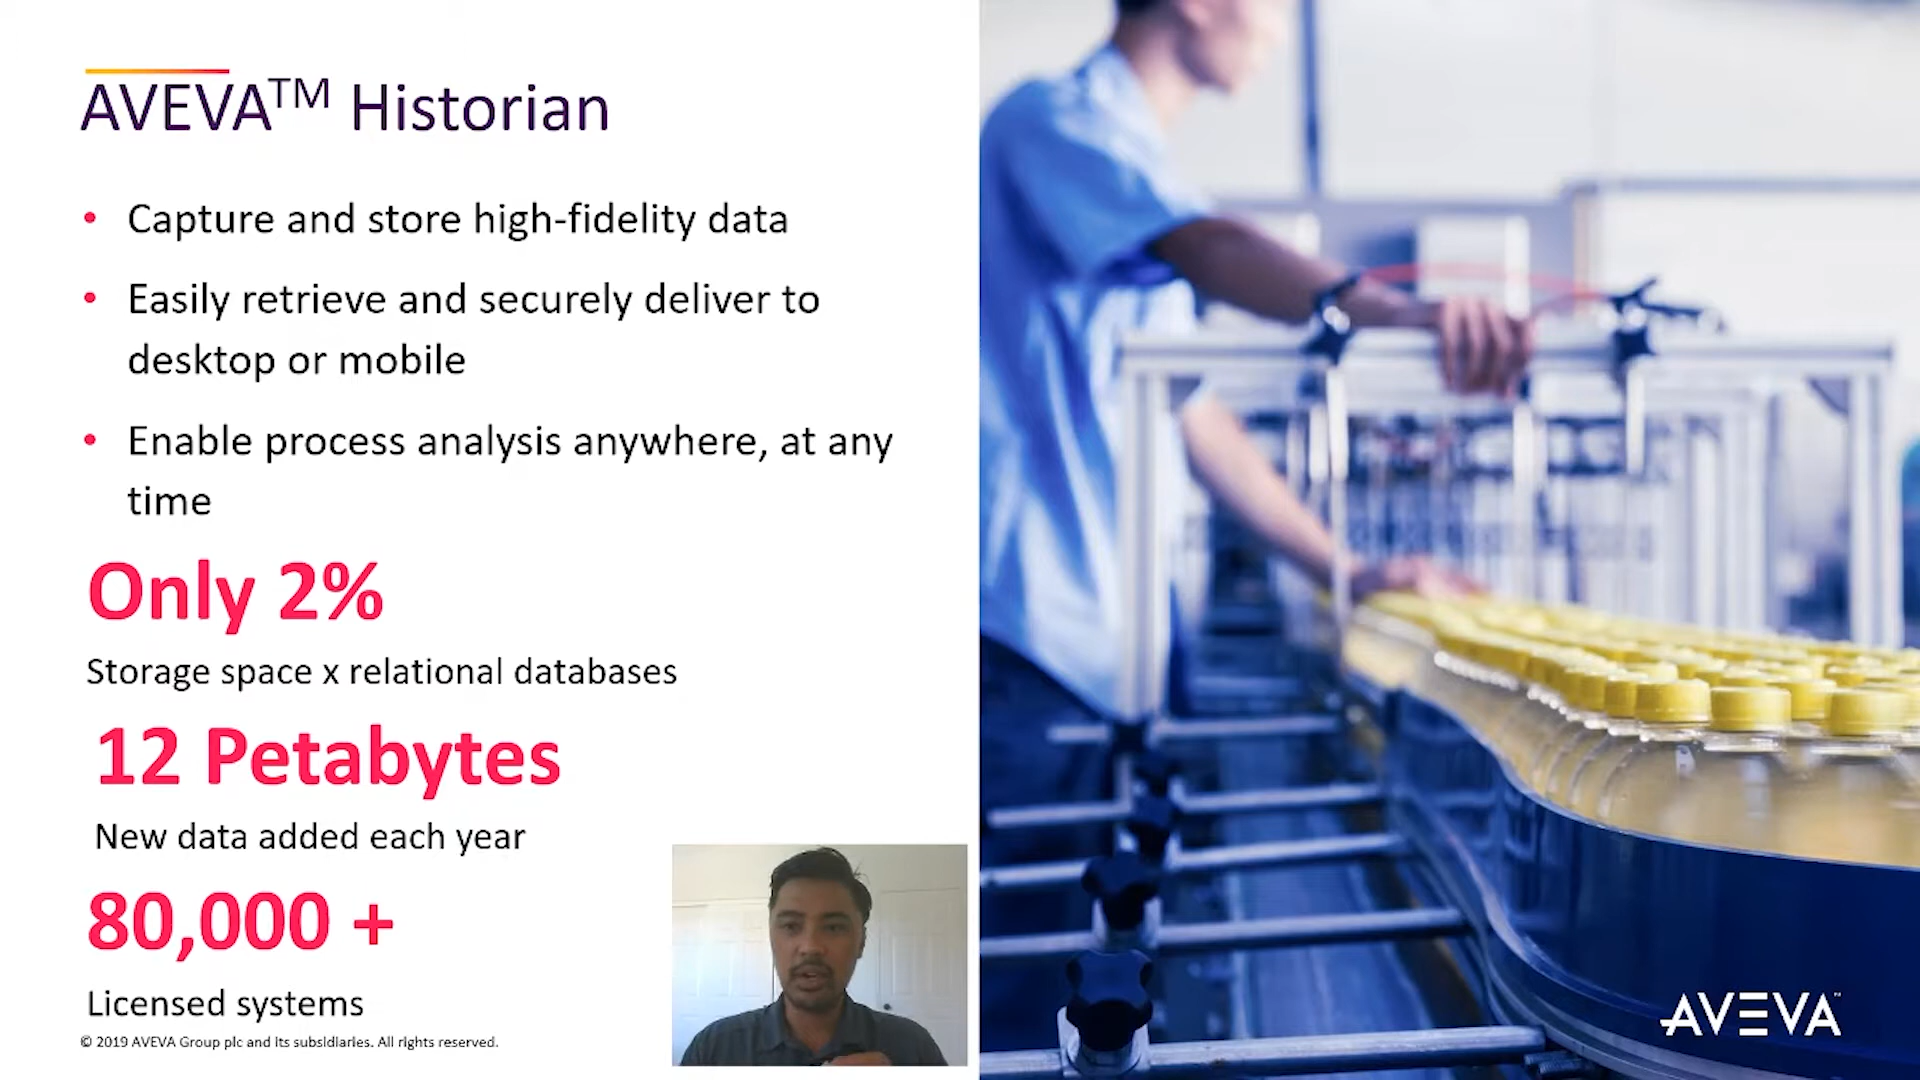 AVEVA™ Historian
• Capture and store high-fidelity data
• Easily retrieve and securely deliver to
desktop or mobile
• Enable process analysis anywhere, at any
time
Only 2%
Storage space x relational databases
12 Petabytes
New data added each year
80,000 +
Licensed systems
© 2019 AVEVA Group plc and its subsidiaries. All rights reserved.
AVEVA™